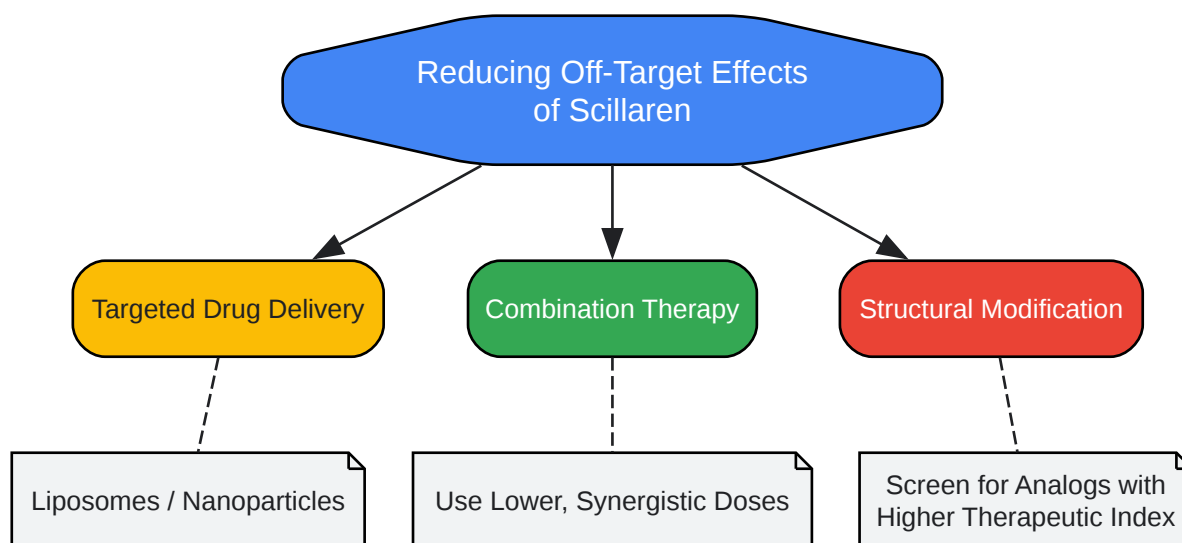 Reducing Off-Target Effects
of Scillaren
Targeted Drug Delivery
Combination Therapy
Structural Modification
Liposomes / Nanoparticles
Use Lower, Synergistic Doses
Screen for Analogs with
Higher Therapeutic Index